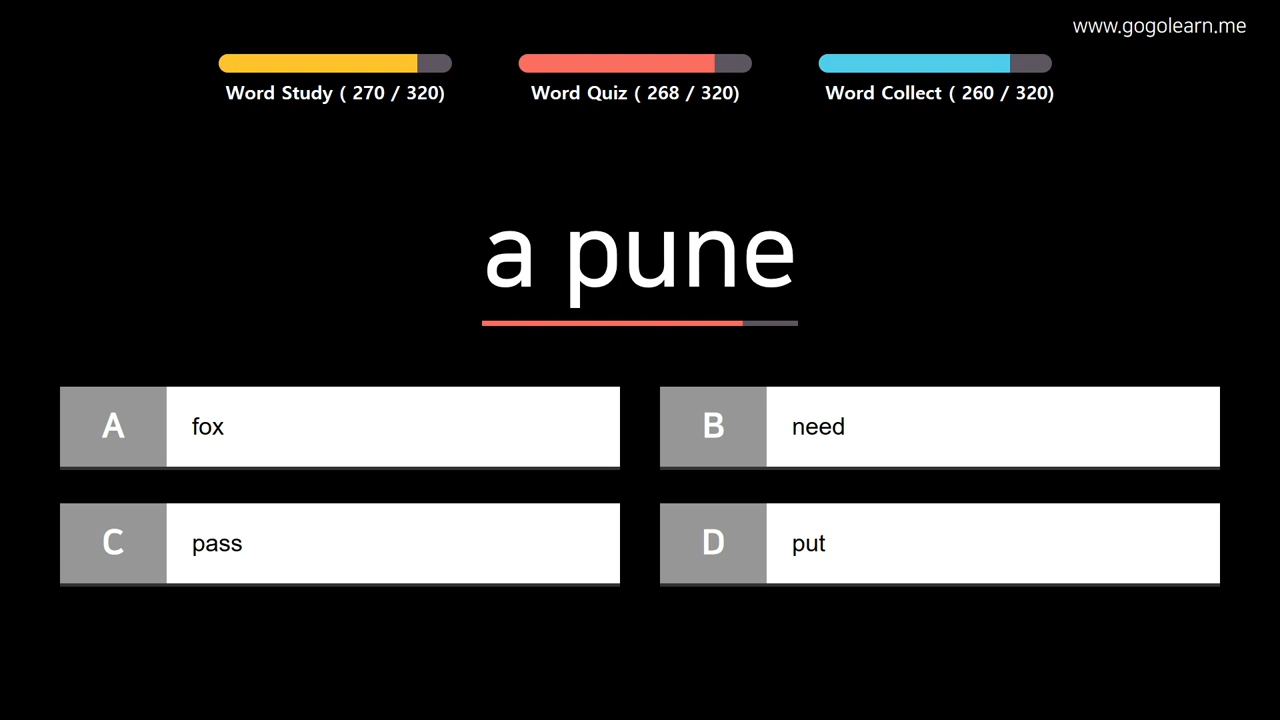 www.gogolearn.me
Word Study ( 270 / 320)
Word Quiz ( 268 / 320)
Word Collect ( 260 / 320)
a pune
A fox
B need
C pass
D put